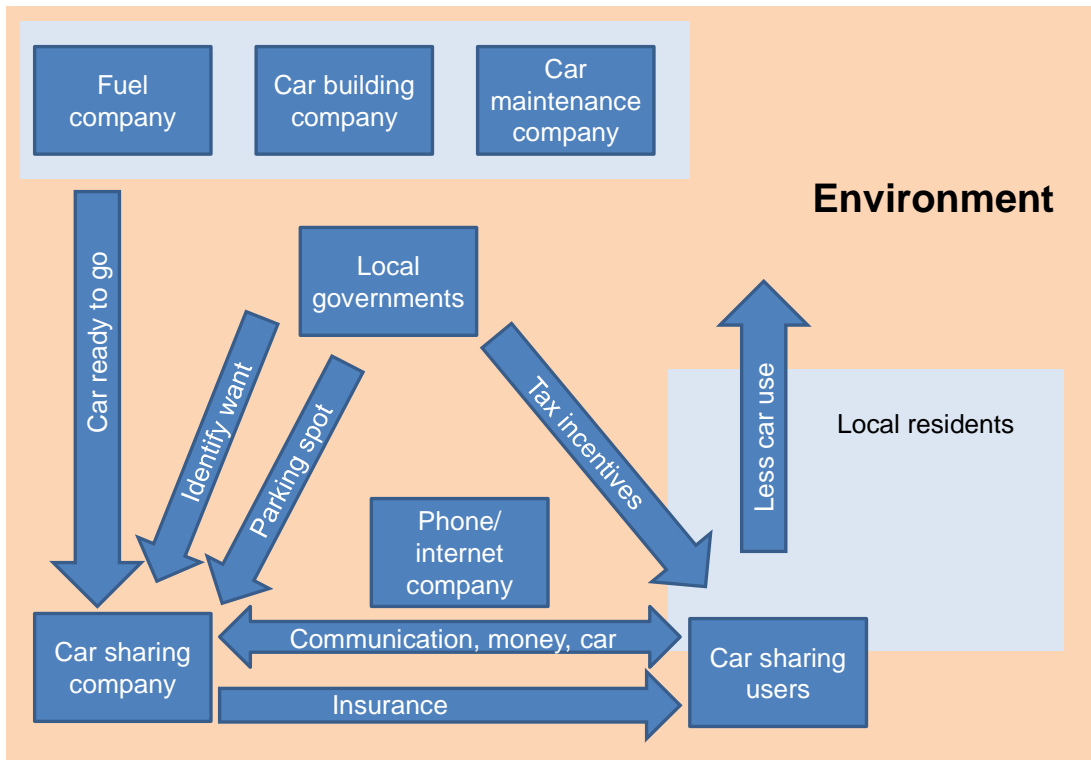 Fuel
company
Car building
company
Car
maintenance
company
Environment
Car ready to go
Local
governments
Identify want
Parking spot
Tax incentives
Less car use
Local residents
Phone/
internet
company
Car sharing
company
Communication, money, car
Insurance
Car sharing
users